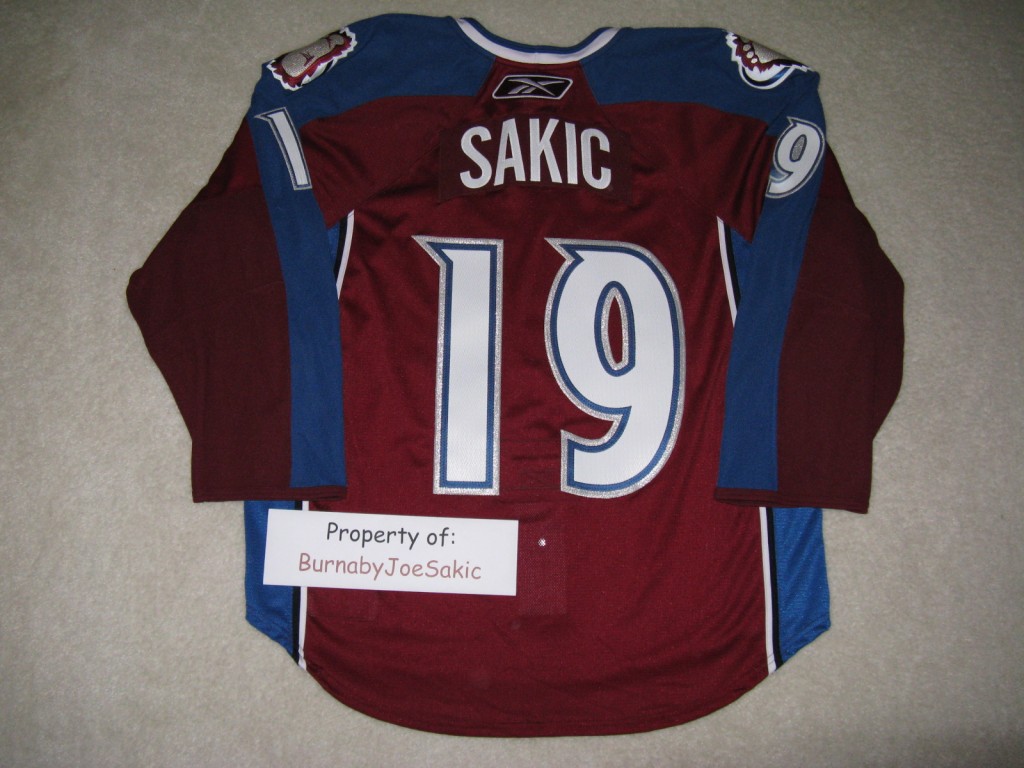 SAKIC
1 9
19
Property of:
BurnabyJoeSakic